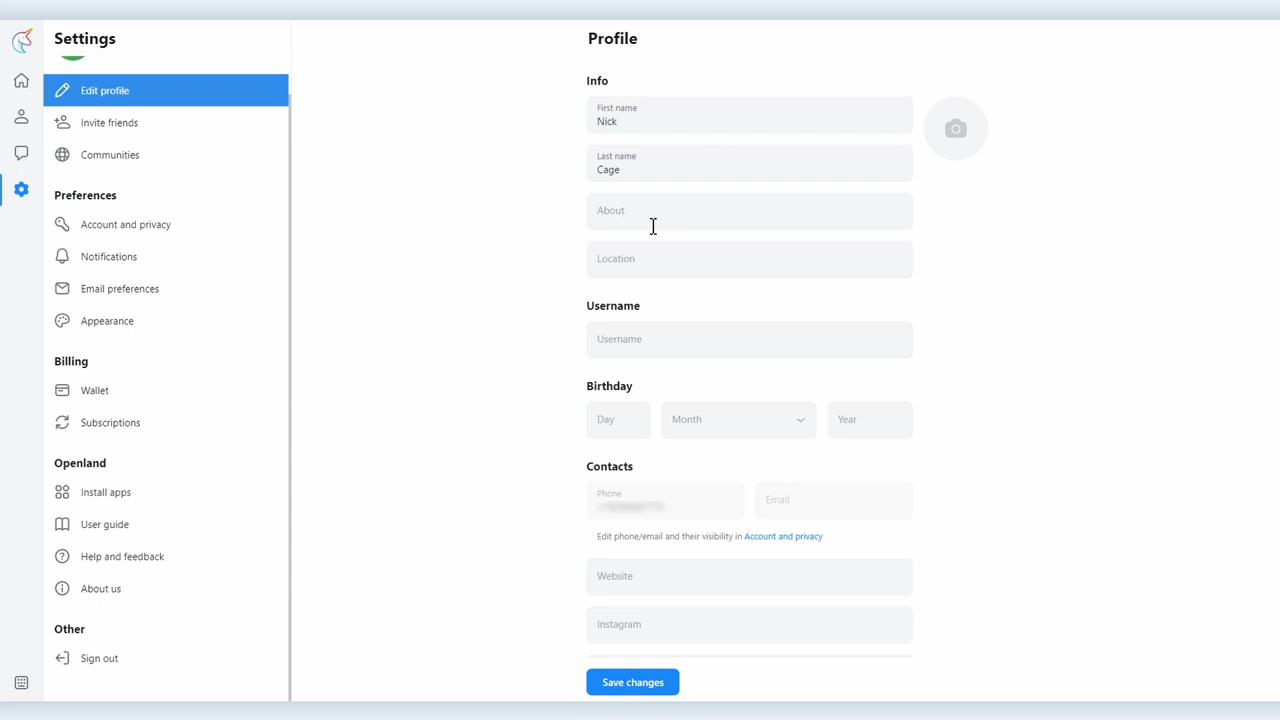 Settings
Edit profile
Invite friends
Communities
Preferences
Account and privacy
Notifications
Email preferences
Appearance
Billing
Wallet
Subscriptions
Openland
Install apps
User guide
Help and feedback
About us
Other
Sign out
Profile
Info
First name
Nick
Last name
Cage
About
Location
Username
Username
Birthday
Day
Month
Year
Contacts
Phone
Email
Edit phone/email and their visibility in Account and privacy
Website
Instagram
Save changes